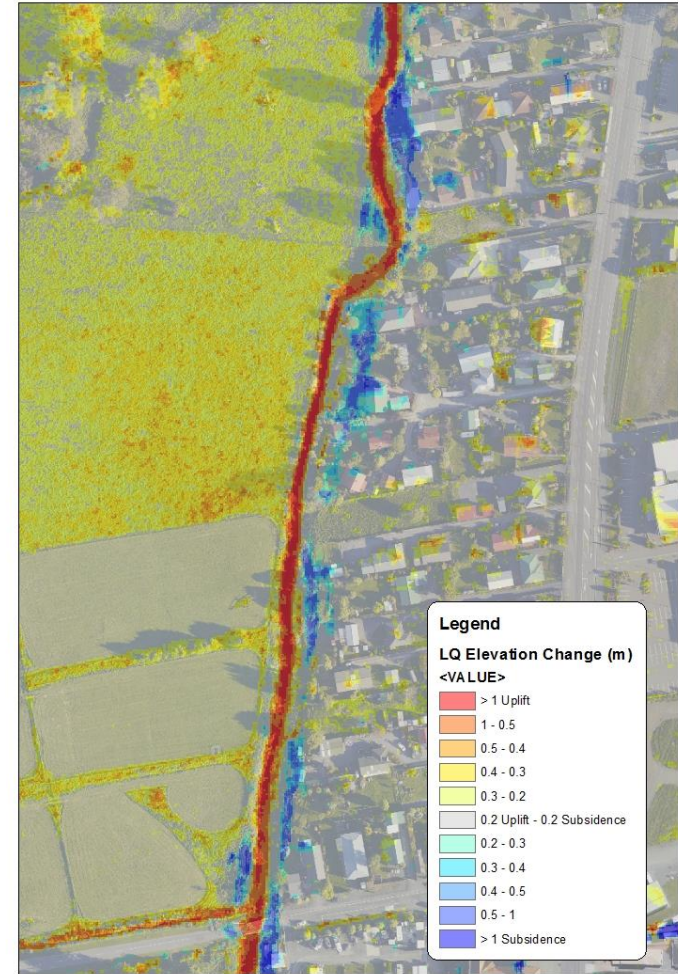 Legend
LQ Elevation Change (m)
<VALUE>
> 1 Uplift
1 - 0.5
0.5 - 0.4
0.4 - 0.3
0.3 - 0.2
0.2 Uplift - 0.2 Subsidence
0.2 - 0.3
0.3 - 0.4
0.4 - 0.5
0.5 - 1
> 1 Subsidence